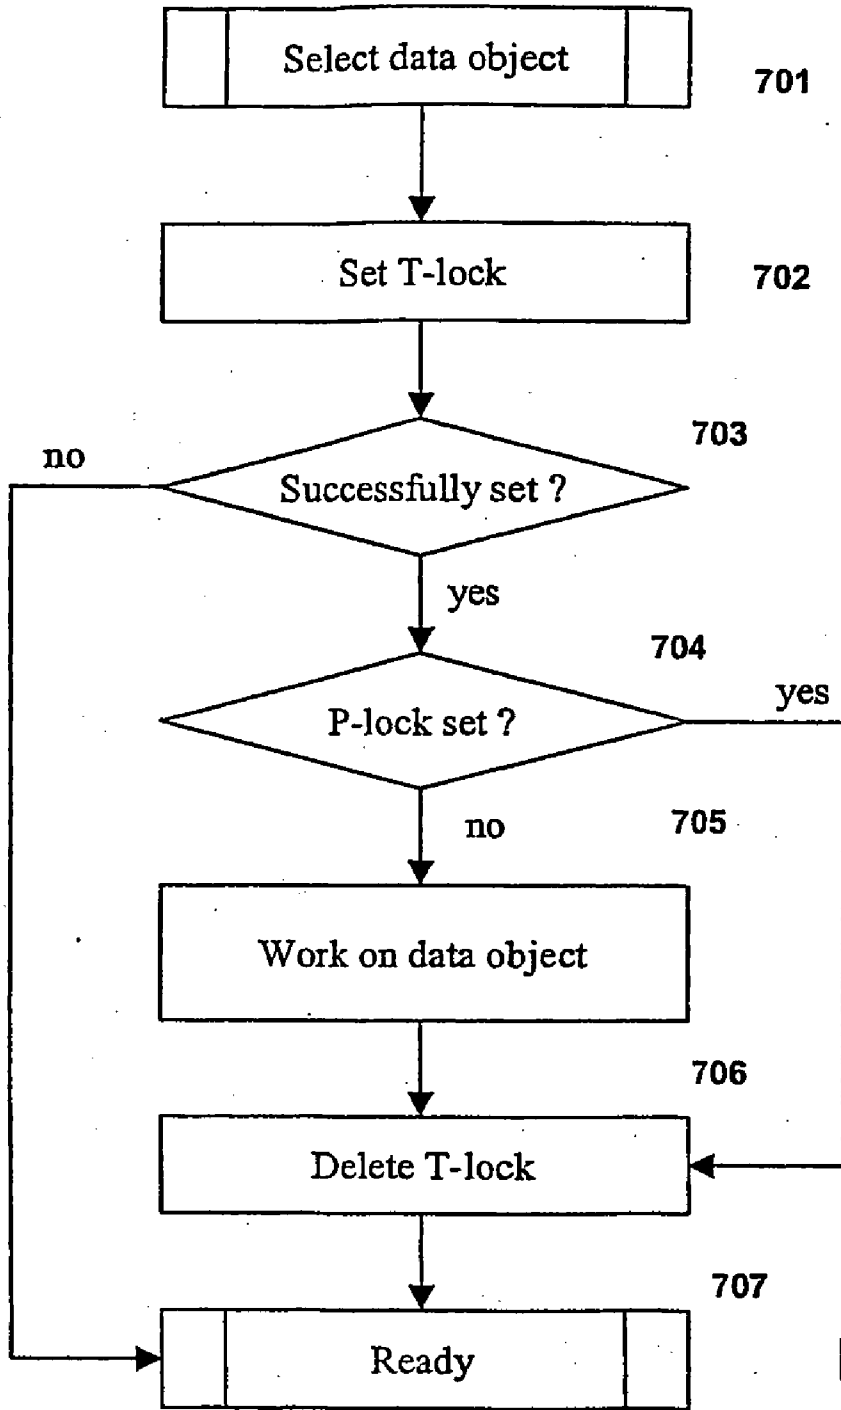 Select data object
701
Set T-lock
702
703
no
Successfully set ?
yes
704
P-lock set ?
yes
no
705
Work on data object
706
Delete T-lock
707
Ready